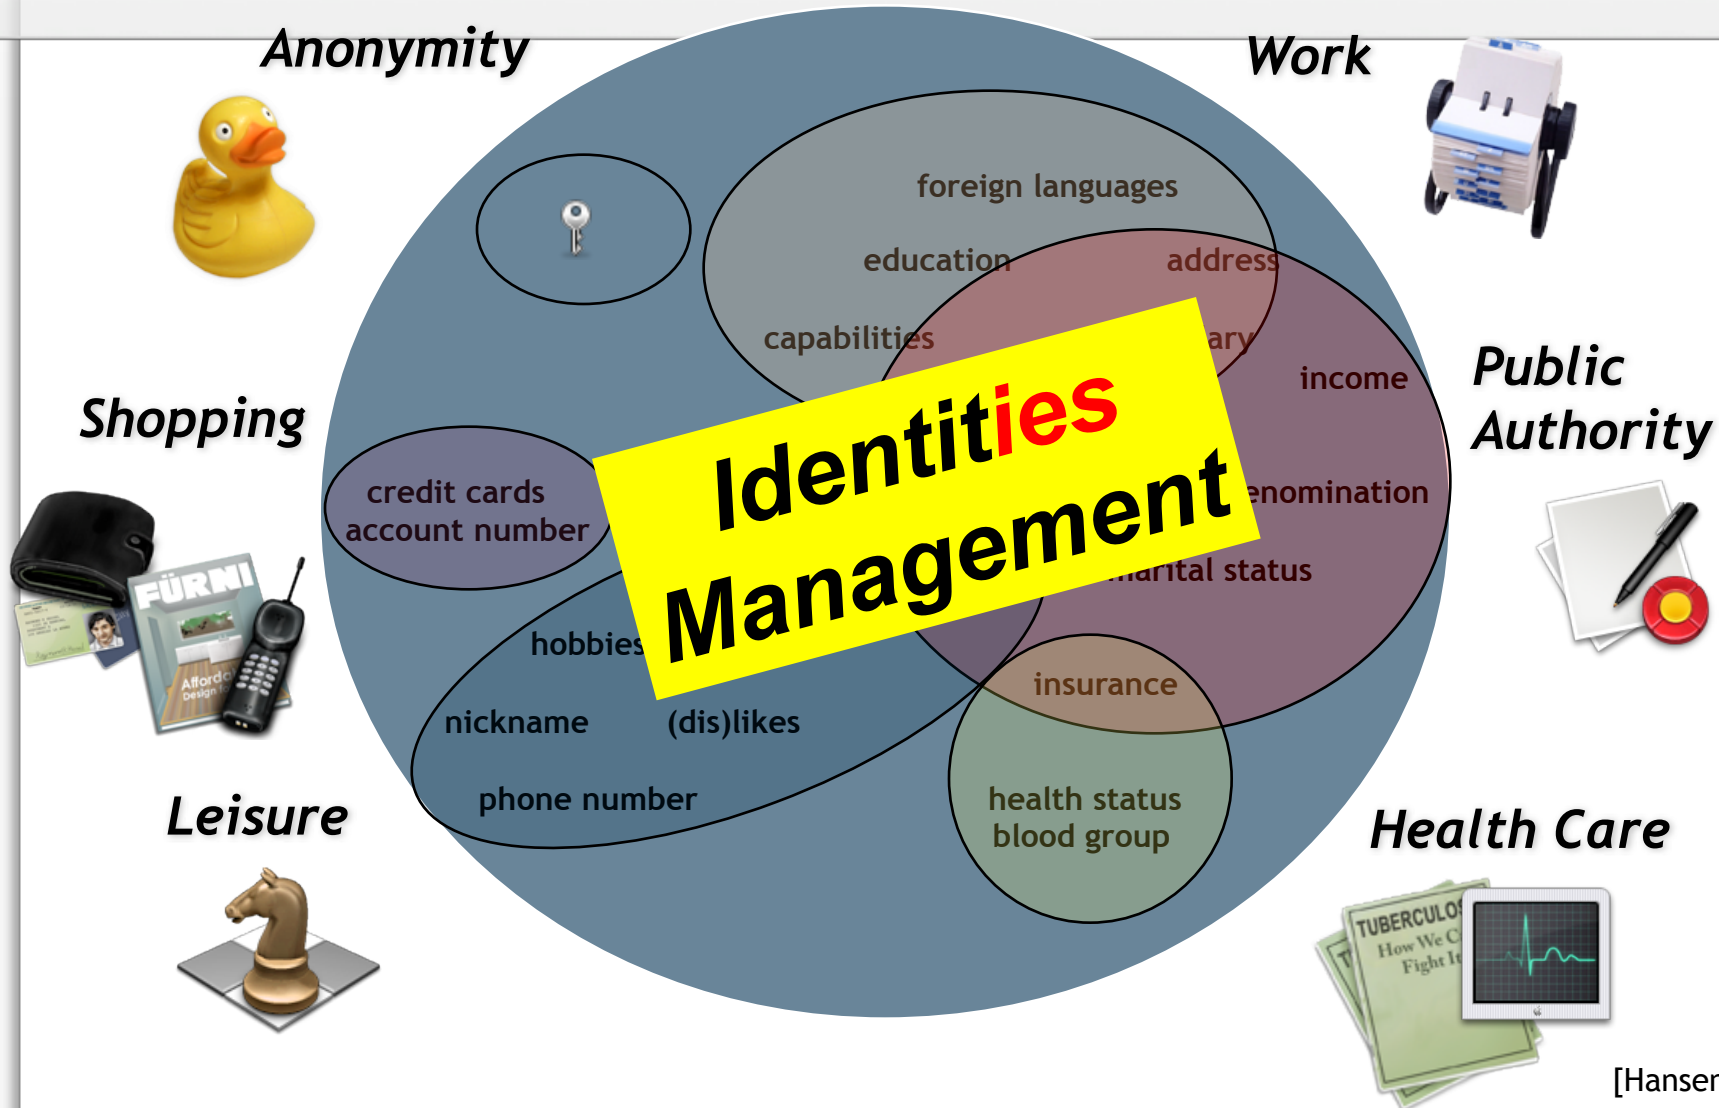 Anonymity
Work
foreign languages
education
address
capabilities
ary
income
Public
Authority
Shopping
Identities
Management
credit cards
account number
enomination
marital status
FÜRNI
hobbies
insurance
nickname
(dis)likes
phone number
health status
blood group
Leisure
Health Care
TUBERCULOS
How We C
Fight It
[Hansen